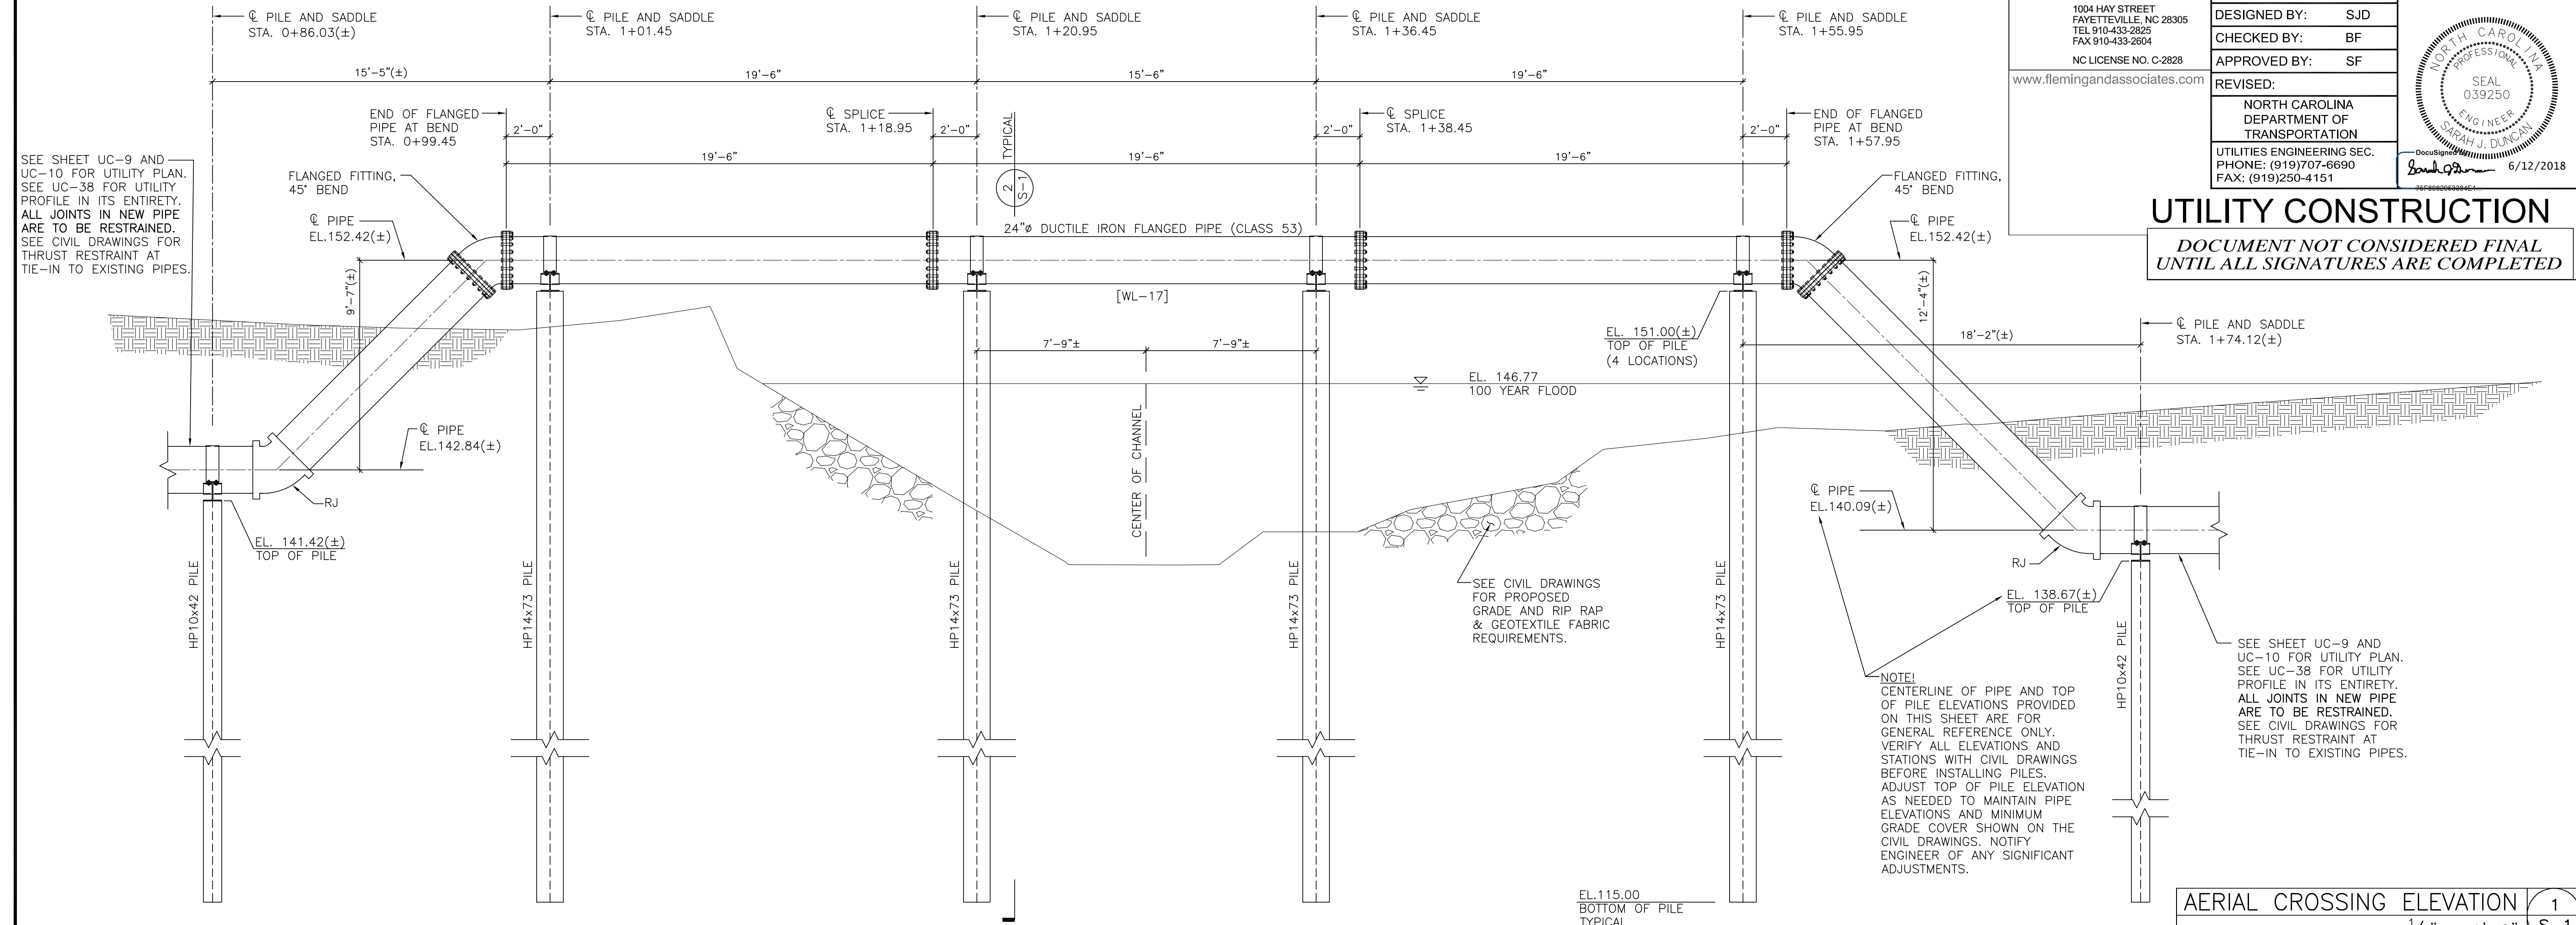 ℄ PILE AND SADDLE
STA. 0+86.03(±)
℄ PILE AND SADDLE
STA. 1+01.45
℄ PILE AND SADDLE
STA. 1+20.95
℄ PILE AND SADDLE
STA. 1+36.45
℄ PILE AND SADDLE
STA. 1+55.95
1004 HAY STREET
FAYETTEVILLE, NC 28305
TEL 910-433-2825
FAX 910-433-2604
NC LICENSE NO. C-2828
www.flemingandassociates.com
DESIGNED BY: SJD
CHECKED BY: BF
APPROVED BY: SF
REVISED:
NORTH CAROLINA
DEPARTMENT OF
TRANSPORTATION
UTILITIES ENGINEERING SEC.
PHONE: (919)707-6690
FAX: (919)250-4151
NORTH CAROLINA
PROFESSIONAL
SEAL
039250
ENGINEER
SARAH J. DUNCAN
DocuSigned by:
6/12/2018
UTILITY CONSTRUCTION
DOCUMENT NOT CONSIDERED FINAL
UNTIL ALL SIGNATURES ARE COMPLETED
15'-5"(±)
19'-6"
15'-6"
19'-6"
END OF FLANGED
PIPE AT BEND
STA. 0+99.45
2'-0"
℄ SPLICE
STA. 1+18.95
2'-0"
TYPICAL
2
S-1
2'-0"
℄ SPLICE
STA. 1+38.45
2'-0"
END OF FLANGED
PIPE AT BEND
STA. 1+57.95
19'-6"
19'-6"
19'-6"
SEE SHEET UC-9 AND
UC-10 FOR UTILITY PLAN.
SEE UC-38 FOR UTILITY
PROFILE IN ITS ENTIRETY.
ALL JOINTS IN NEW PIPE
ARE TO BE RESTRAINED.
SEE CIVIL DRAWINGS FOR
THRUST RESTRAINT AT
TIE-IN TO EXISTING PIPES.
FLANGED FITTING,
45° BEND
℄ PIPE
EL.152.42(±)
9'-7"(±)
24"ø DUCTILE IRON FLANGED PIPE (CLASS 53)
[WL-17]
FLANGED FITTING,
45° BEND
℄ PIPE
EL.152.42(±)
12'-4"(±)
EL. 151.00(±)
TOP OF PILE
(4 LOCATIONS)
18'-2"(±)
℄ PILE AND SADDLE
STA. 1+74.12(±)
7'-9"±
7'-9"±
EL. 146.77
100 YEAR FLOOD
CENTER OF CHANNEL
℄ PIPE
EL.142.84(±)
RJ
EL. 141.42(±)
TOP OF PILE
℄ PIPE
EL.140.09(±)
RJ
EL. 138.67(±)
TOP OF PILE
HP10x42 PILE
HP14x73 PILE
HP14x73 PILE
HP14x73 PILE
HP14x73 PILE
HP10x42 PILE
SEE CIVIL DRAWINGS
FOR PROPOSED
GRADE AND RIP RAP
& GEOTEXTILE FABRIC
REQUIREMENTS.
NOTE!
CENTERLINE OF PIPE AND TOP
OF PILE ELEVATIONS PROVIDED
ON THIS SHEET ARE FOR
GENERAL REFERENCE ONLY.
VERIFY ALL ELEVATIONS AND
STATIONS WITH CIVIL DRAWINGS
BEFORE INSTALLING PILES.
ADJUST TOP OF PILE ELEVATION
AS NEEDED TO MAINTAIN PIPE
ELEVATIONS AND MINIMUM
GRADE COVER SHOWN ON THE
CIVIL DRAWINGS. NOTIFY
ENGINEER OF ANY SIGNIFICANT
ADJUSTMENTS.
SEE SHEET UC-9 AND
UC-10 FOR UTILITY PLAN.
SEE UC-38 FOR UTILITY
PROFILE IN ITS ENTIRETY.
ALL JOINTS IN NEW PIPE
ARE TO BE RESTRAINED.
SEE CIVIL DRAWINGS FOR
THRUST RESTRAINT AT
TIE-IN TO EXISTING PIPES.
EL.115.00
BOTTOM OF PILE
TYPICAL
AERIAL CROSSING ELEVATION
1
S-1